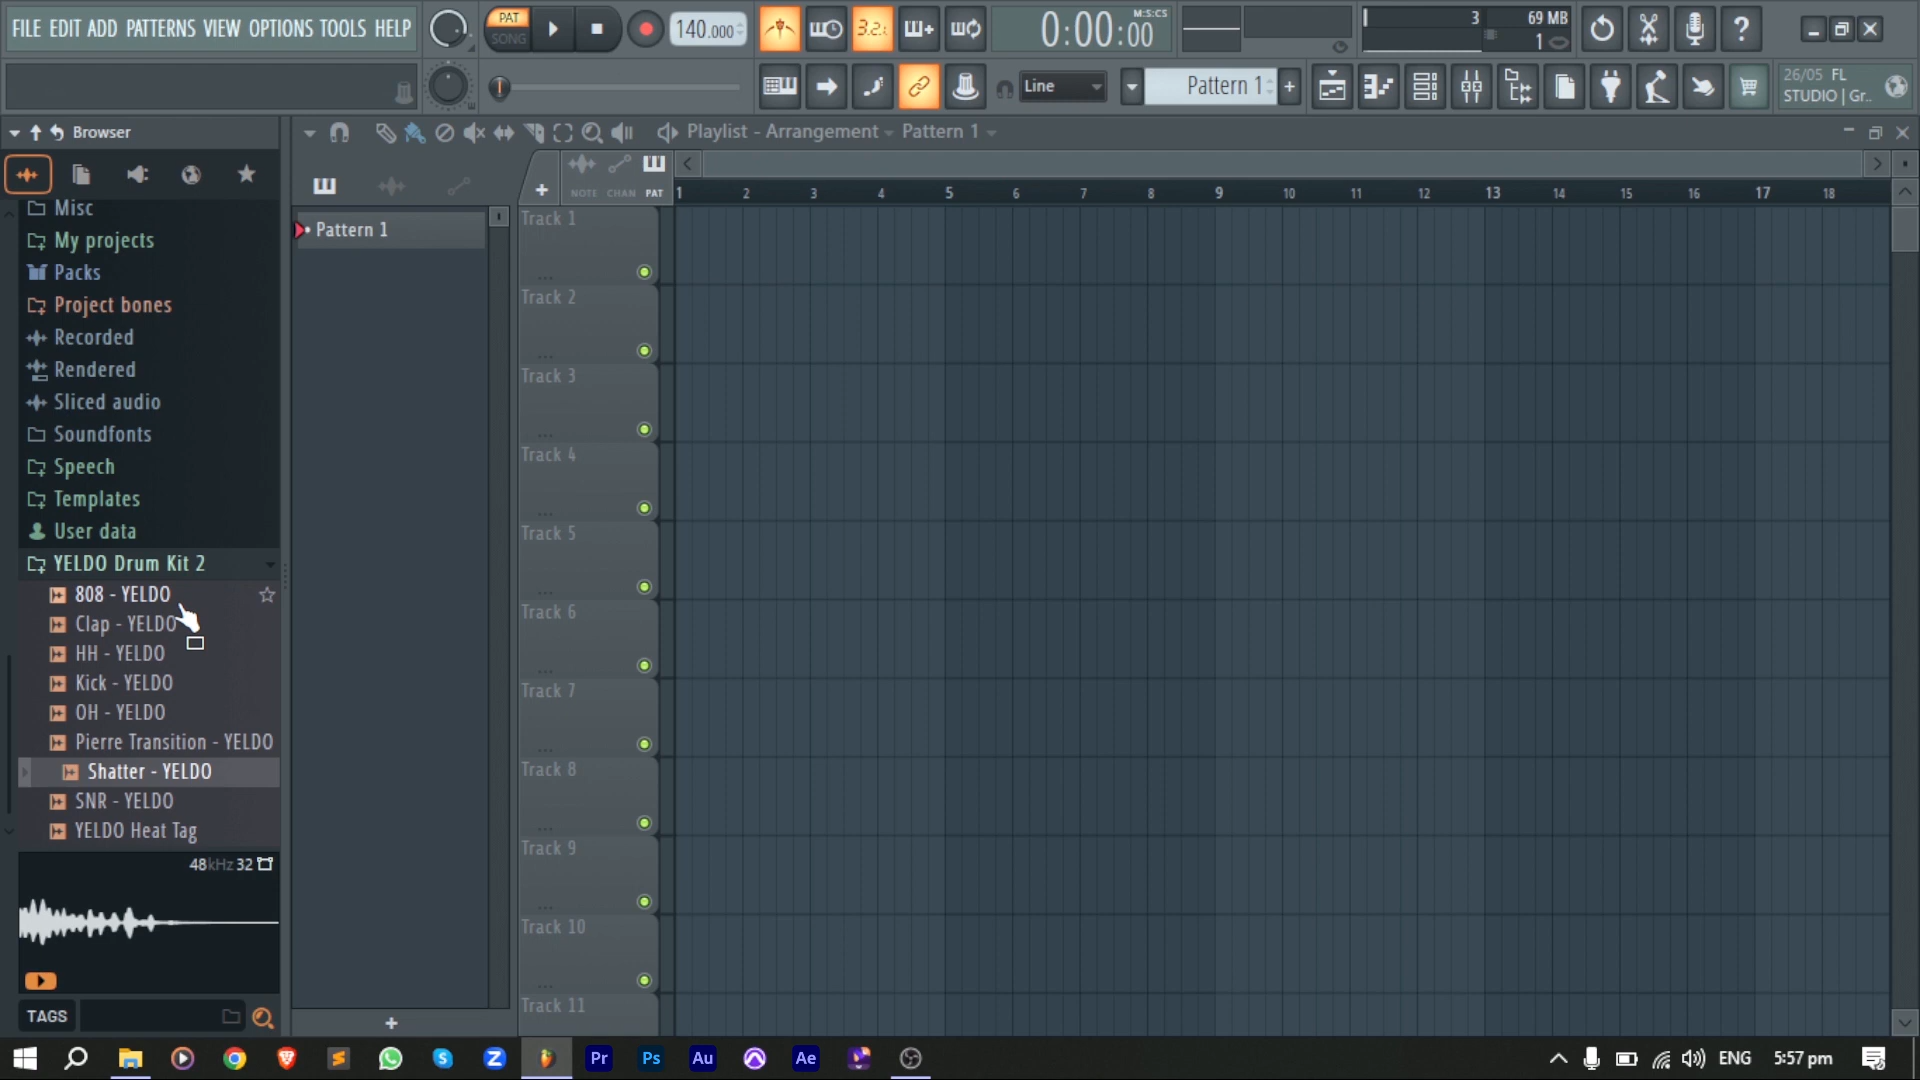 FILE EDIT ADD PATTERNS VIEW OPTIONS TOOLS HELP
PAT
SONG
140.000
3.2.
0:00:00
M:S:CS
3
69 MB
1
Line
Pattern 1
26/05 FL
STUDIO | Gr..
Browser
Playlist - Arrangement
Pattern 1
NOTE CHAN PAT
1 2 3 4 5 6 7 8 9 10 11 12 13 14 15 16 17 18
Misc
My projects
Packs
Project bones
Recorded
Rendered
Sliced audio
Soundfonts
Speech
Templates
User data
YELDO Drum Kit 2
808 - YELDO
Clap - YELDO
HH - YELDO
Kick - YELDO
OH - YELDO
Pierre Transition - YELDO
Shatter - YELDO
SNR - YELDO
YELDO Heat Tag
48kHz 32
TAGS
Pattern 1
Track 1
Track 2
Track 3
Track 4
Track 5
Track 6
Track 7
Track 8
Track 9
Track 10
Track 11
Pr
Ps
Au
Ae
ENG
5:57 pm